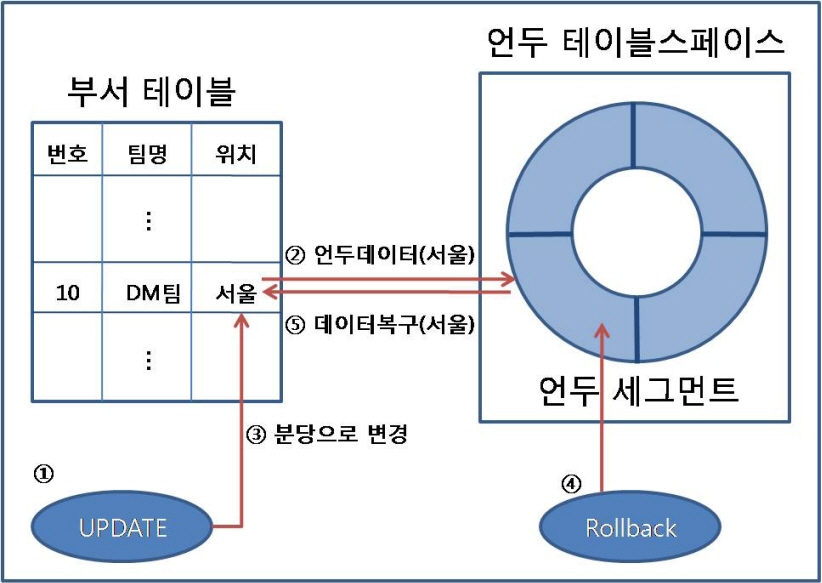 언두 테이블스페이스
부서 테이블
번호 팀명 위치
⋮
② 언두데이터(서울)
10 DM팀 서울
⑤ 데이터복구(서울)
⋮
언두 세그먼트
③ 분당으로 변경
① 
④
UPDATE
Rollback